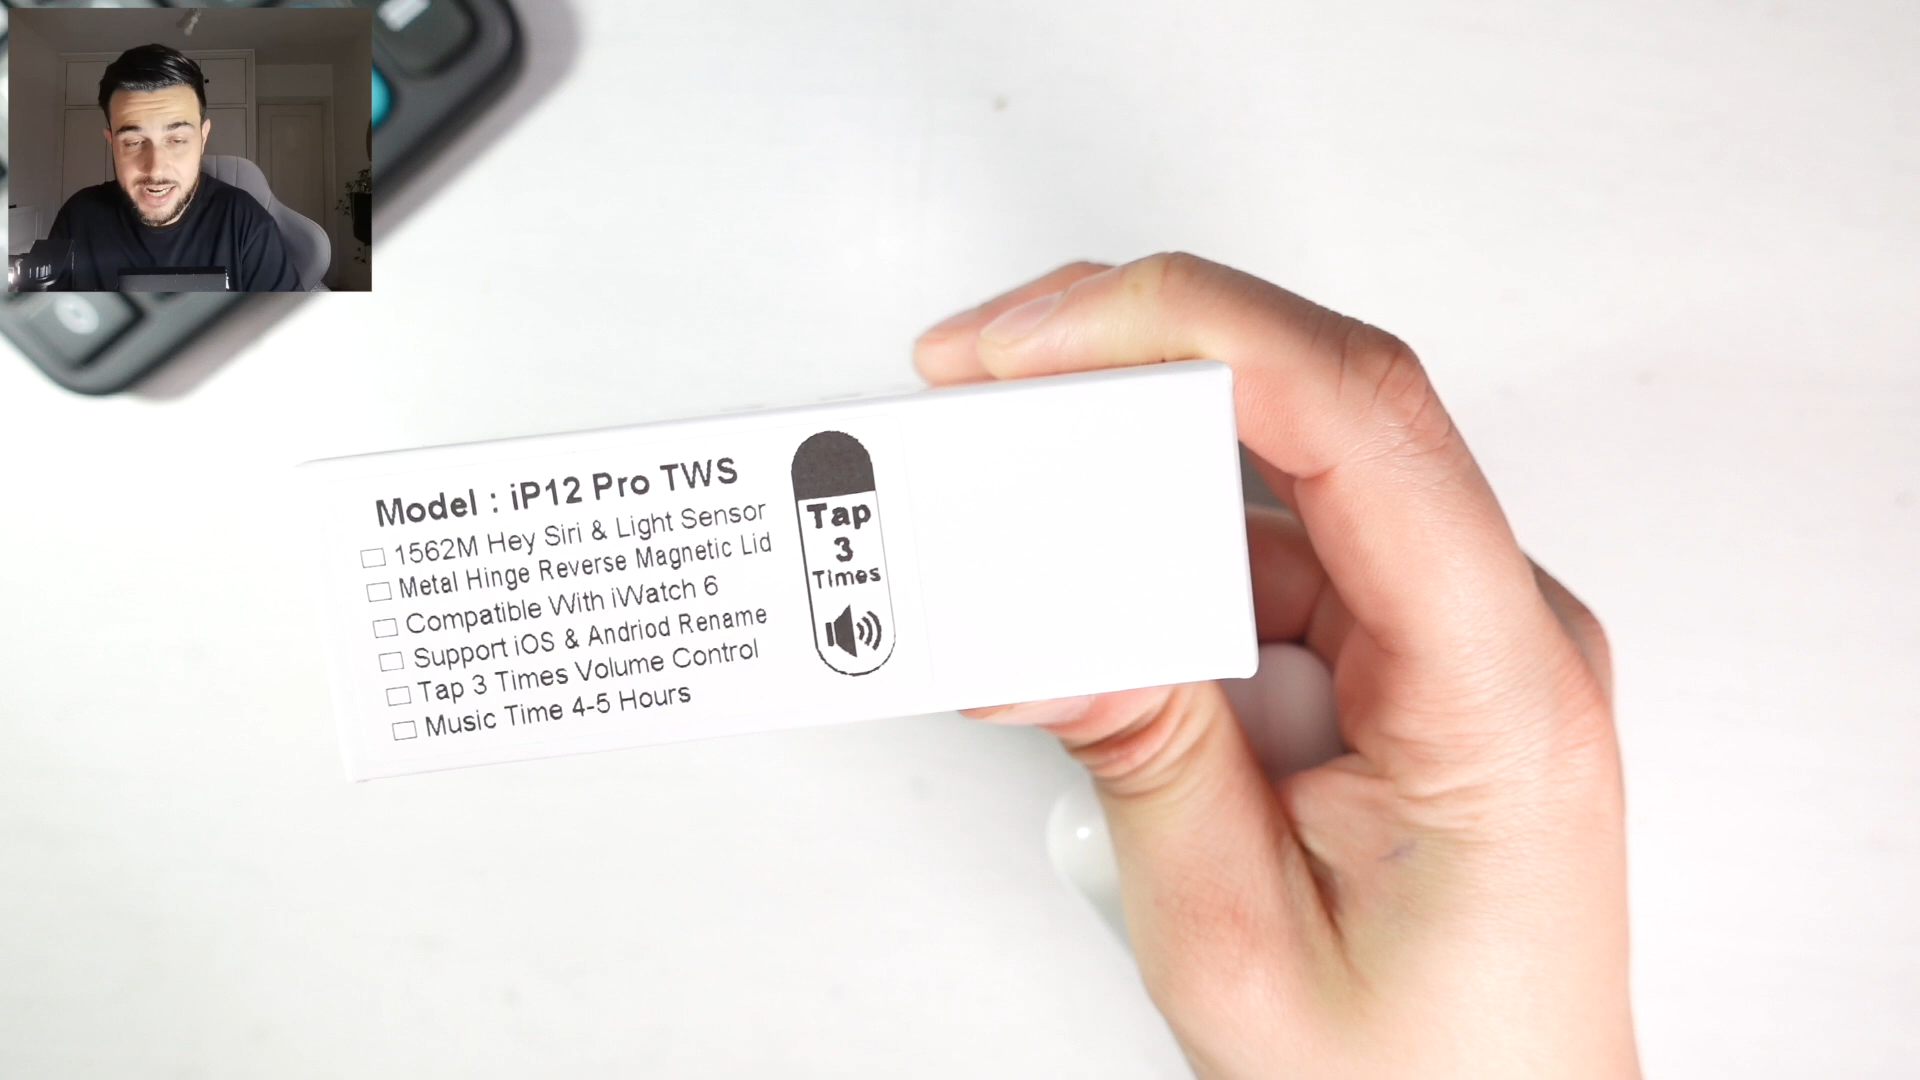 Model : iP12 Pro TWS
1562M Hey Siri & Light Sensor
Metal Hinge Reverse Magnetic Lid
Compatible With iWatch 6
Support iOS & Andriod Rename
Tap 3 Times Volume Control
Music Time 4-5 Hours
Tap
3
Times